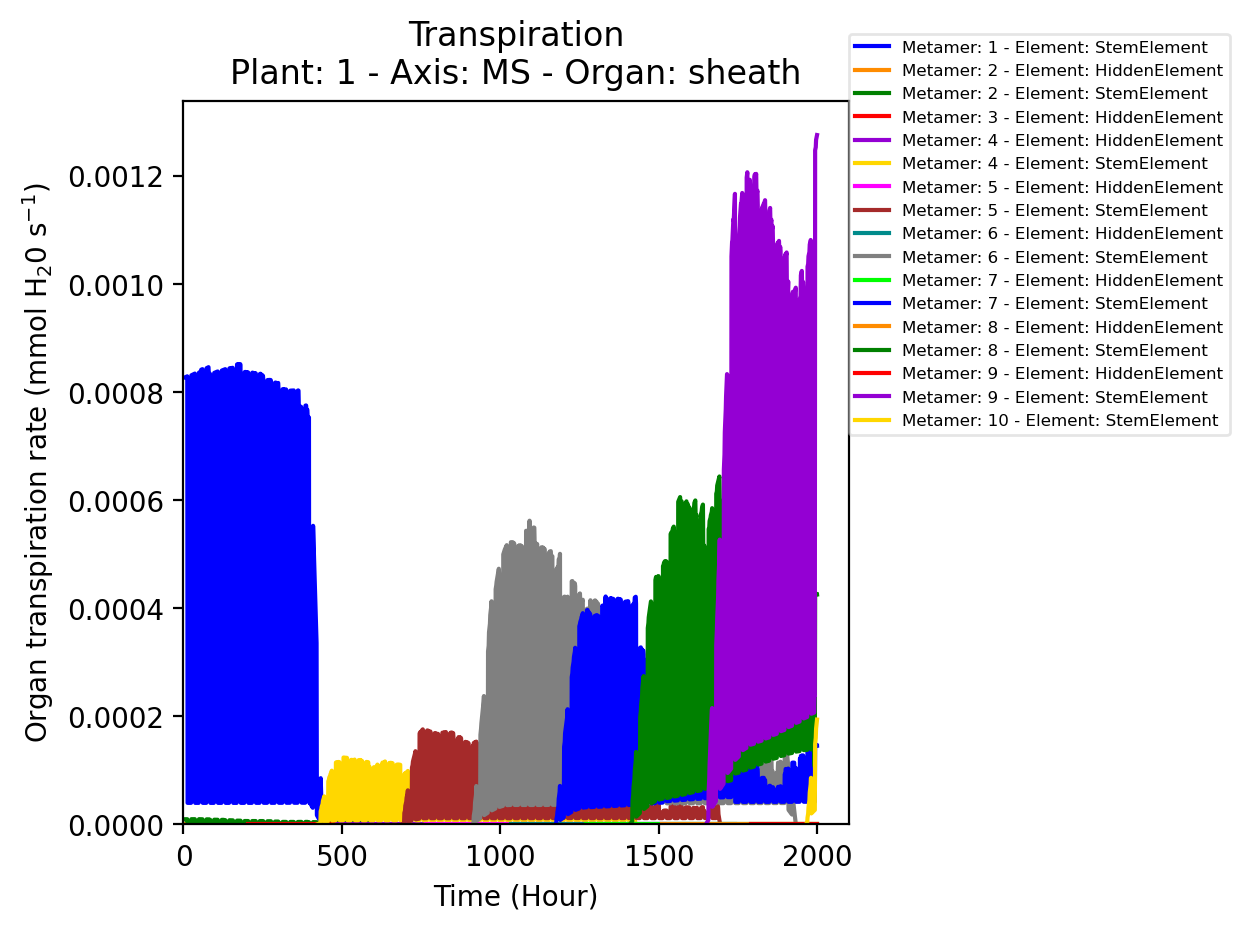 Transpiration
Plant: 1 - Axis: MS - Organ: sheath
Metamer: 1 - Element: StemElement
Metamer: 2 - Element: HiddenElement
Metamer: 2 - Element: StemElement
Metamer: 3 - Element: HiddenElement
Metamer: 4 - Element: HiddenElement
Metamer: 4 - Element: StemElement
Metamer: 5 - Element: HiddenElement
Metamer: 5 - Element: StemElement
Metamer: 6 - Element: HiddenElement
Metamer: 6 - Element: StemElement
Metamer: 7 - Element: HiddenElement
Metamer: 7 - Element: StemElement
Metamer: 8 - Element: HiddenElement
Metamer: 8 - Element: StemElement
Metamer: 9 - Element: HiddenElement
Metamer: 9 - Element: StemElement
Metamer: 10 - Element: StemElement
Organ transpiration rate (mmol H₂0 s⁻¹)
0.0012
0.0010
0.0008
0.0006
0.0004
0.0002
0.0000
0 500 1000 1500 2000
Time (Hour)